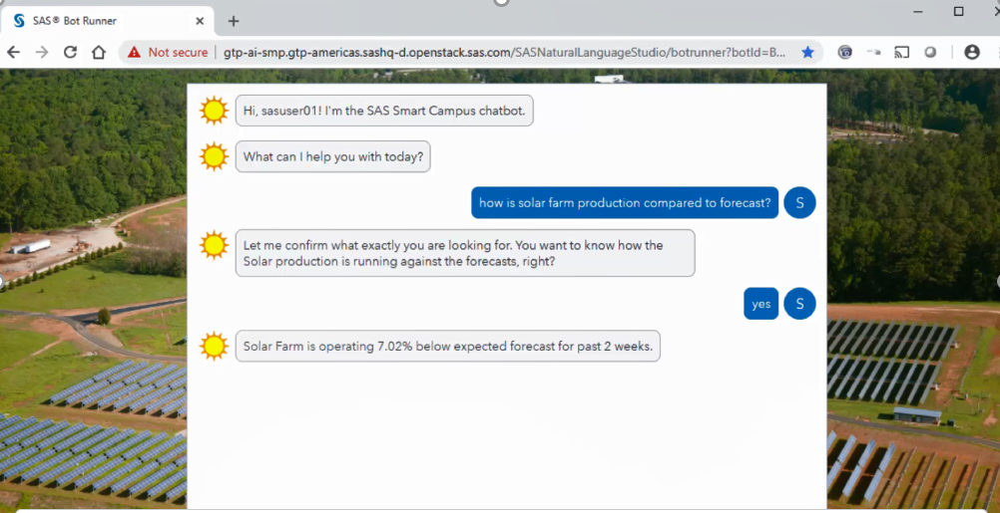 SAS® Bot Runner
Not secure | gtp-ai-smp.gtp-americas.sashq-d.openstack.sas.com/SASNaturalLanguageStudio/botrunner?botId=B...
Hi, sasuser01! I'm the SAS Smart Campus chatbot.
What can I help you with today?
how is solar farm production compared to forecast?
S
Let me confirm what exactly you are looking for. You want to know how the
Solar production is running against the forecasts, right?
yes
S
Solar Farm is operating 7.02% below expected forecast for past 2 weeks.